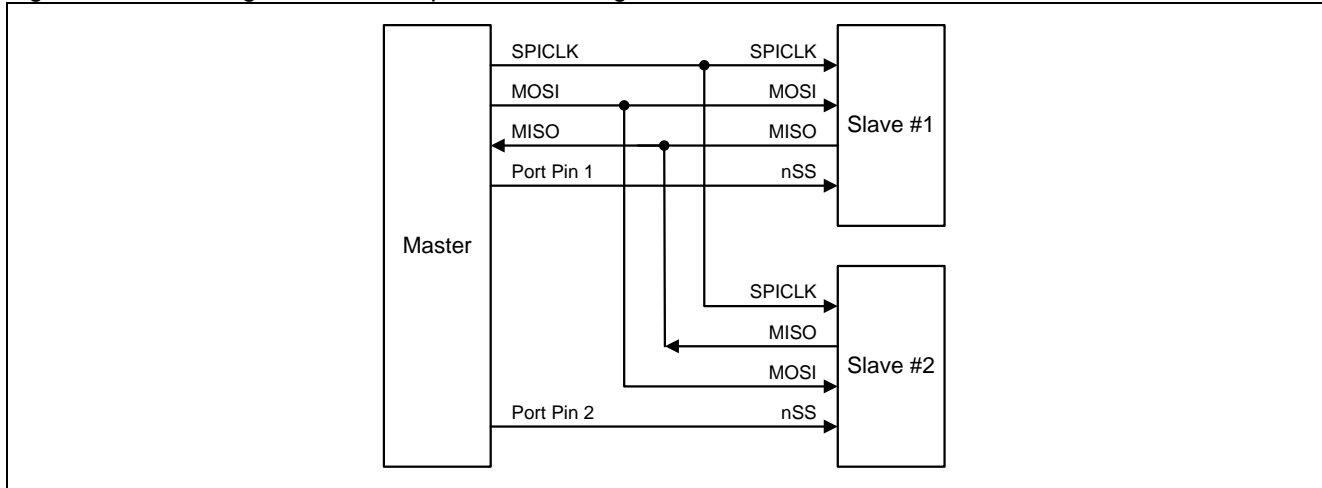 SPICLK SPICLK
MOSI MOSI
MISO MISO
Slave #1
Port Pin 1 nSS
Master
SPICLK
MISO
Slave #2
MOSI
Port Pin 2 nSS